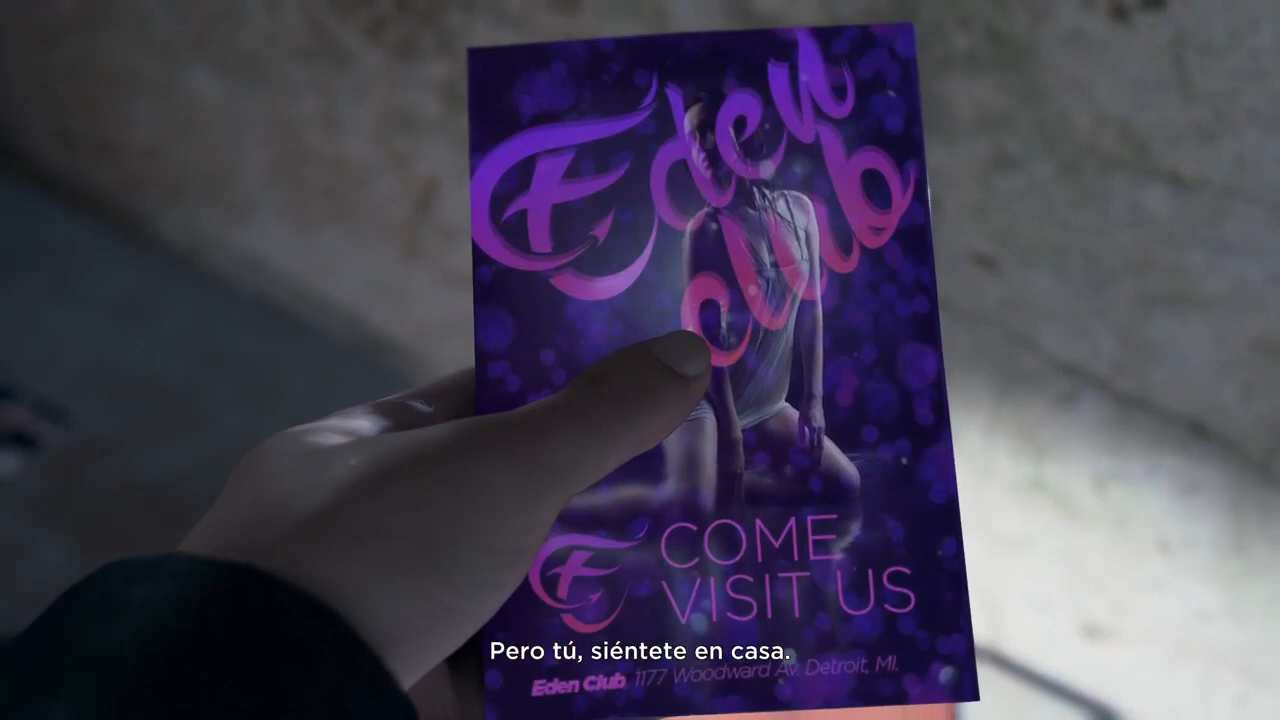 Eden
club
COME
VISIT US
Pero tú, siéntete en casa.
Eden Club 1177 Woodward Av. Detroit, MI.